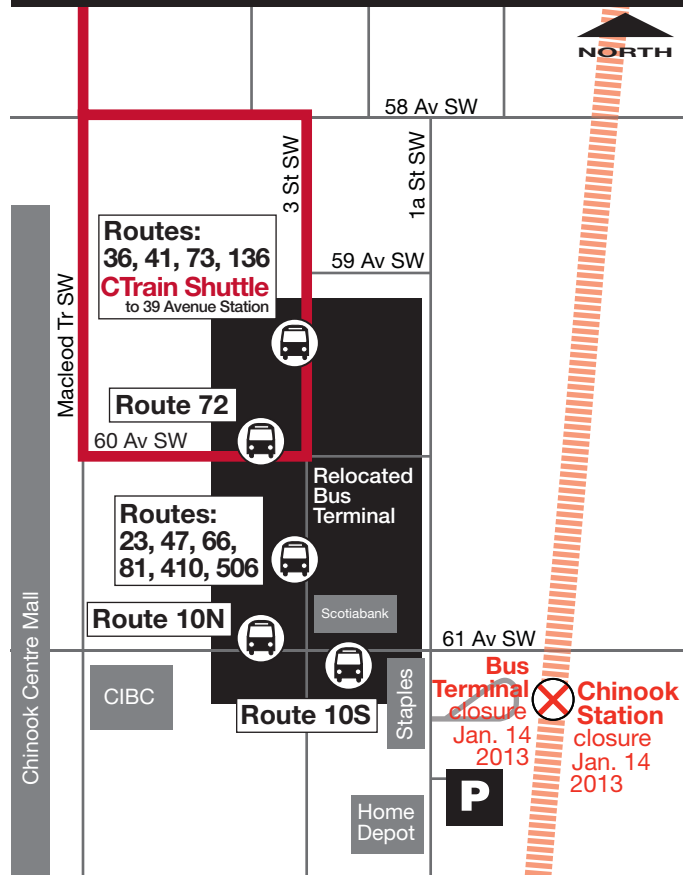 NORTH
58 Av SW
3 St SW
1a St SW
Routes:
36, 41, 73, 136
CTrain Shuttle
to 39 Avenue Station
59 Av SW
Macleod Tr SW
Route 72
60 Av SW
Relocated
Bus
Terminal
Routes:
23, 47, 66,
81, 410, 506
Scotiabank
Route 10N
61 Av SW
Chinook Centre Mall
CIBC
Route 10S
Staples
Bus
Terminal
closure
Jan. 14
2013
Chinook
Station
closure
Jan. 14
2013
P
Home
Depot